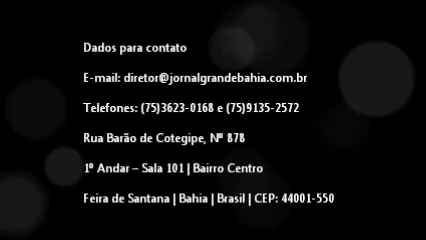 Dados para contato
E-mail: diretor@jornalgrandebahia.com.br
Telefones: (75)3623-0168 e (75)9135-2572
Rua Barão de Cotegipe, Nº 878
1º Andar – Sala 101 | Bairro Centro
Feira de Santana | Bahia | Brasil | CEP: 44001-550